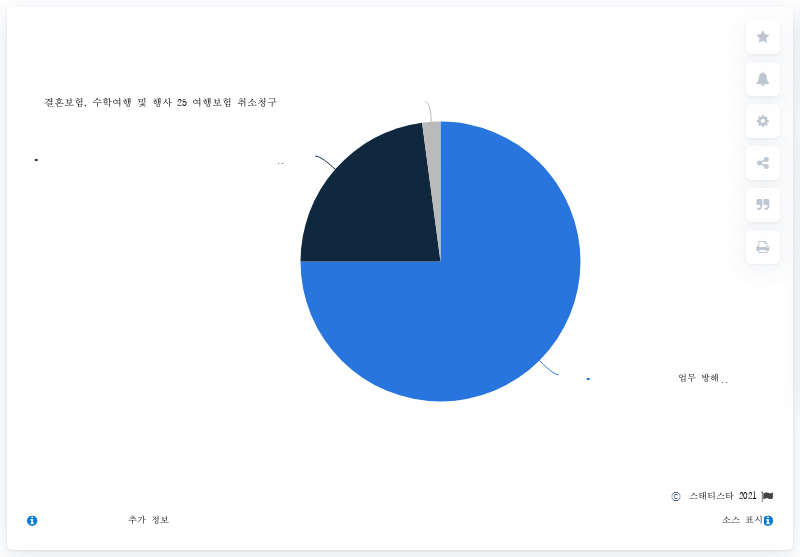 결혼보험, 수학여행 및 행사 25 여행보험 취소청구
업무 방해..
© 스태티스타 2021
추가 정보
소스 표시